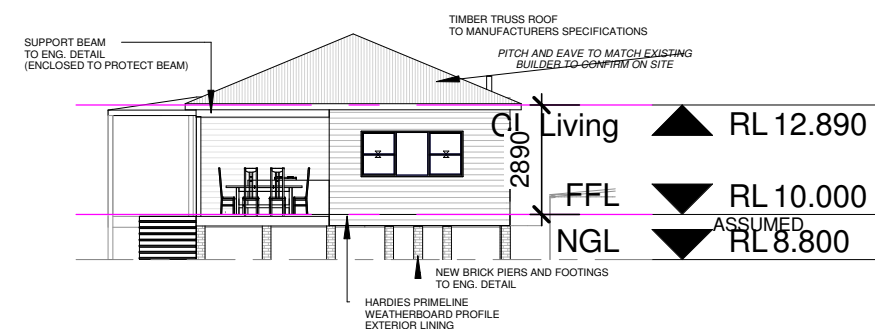 TIMBER TRUSS ROOF
TO MANUFACTURERS SPECIFICATIONS
SUPPORT BEAM
TO ENG. DETAIL
(ENCLOSED TO PROTECT BEAM)
PITCH AND EAVE TO MATCH EXISTING
BUILDER TO CONFIRM ON SITE
CL Living RL 12.890
2890
FFL RL 10.000
ASSUMED
NGL RL 8.800
NEW BRICK PIERS AND FOOTINGS
TO ENG. DETAIL
HARDIES PRIMELINE
WEATHERBOARD PROFILE
EXTERIOR LINING